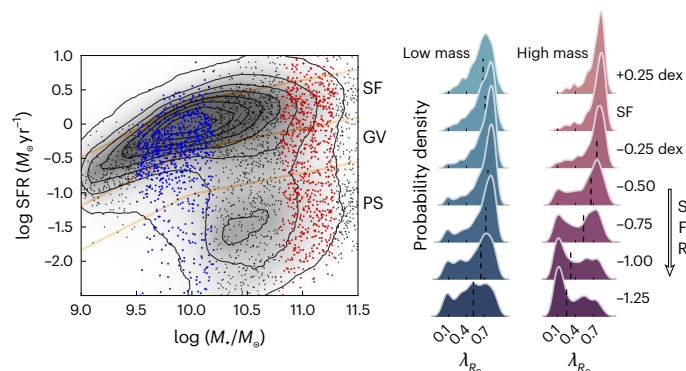 log SFR (M⊙ yr⁻¹)
1.0
0.5
0
−0.5
−1.0
−1.5
−2.0
9.0 9.5 10.0 10.5 11.0 11.5
log (M⋆/M⊙)
SF
GV
PS
Low mass High mass
Probability density
+0.25 dex
SF
−0.25 dex
−0.50
−0.75
−1.00
−1.25
S
F
R
0.1 0.4 0.7 0.1 0.4 0.7
λR λR